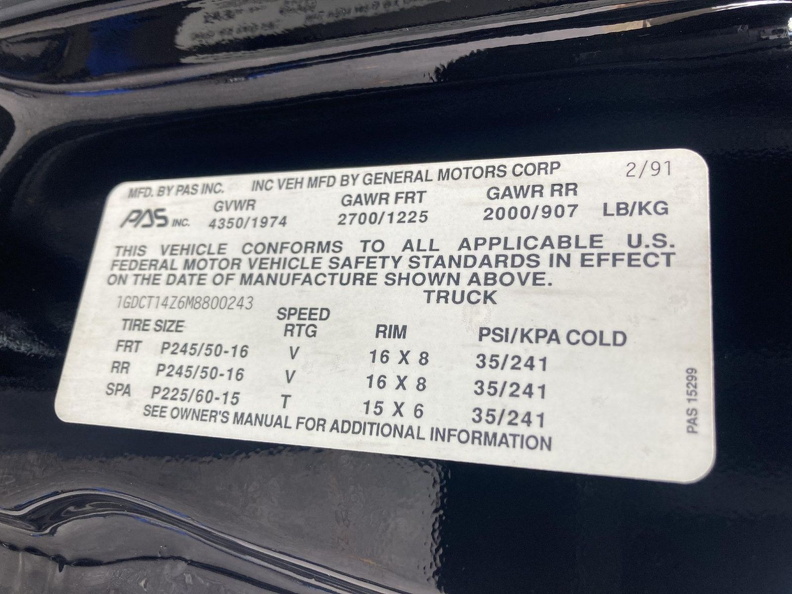 MFD. BY PAS INC. INC VEH MFD BY GENERAL MOTORS CORP 2/91
PAS INC. GVWR GAWR FRT GAWR RR
4350/1974 2700/1225 2000/907 LB/KG
THIS VEHICLE CONFORMS TO ALL APPLICABLE U.S.
FEDERAL MOTOR VEHICLE SAFETY STANDARDS IN EFFECT
ON THE DATE OF MANUFACTURE SHOWN ABOVE.
1GDCT14Z6M8800243 TRUCK
TIRE SIZE SPEED RTG RIM PSI/KPA COLD
FRT P245/50-16 V 16 X 8 35/241
RR P245/50-16 V 16 X 8 35/241
SPA P225/60-15 T 15 X 6 35/241
SEE OWNER'S MANUAL FOR ADDITIONAL INFORMATION
PAS 15299